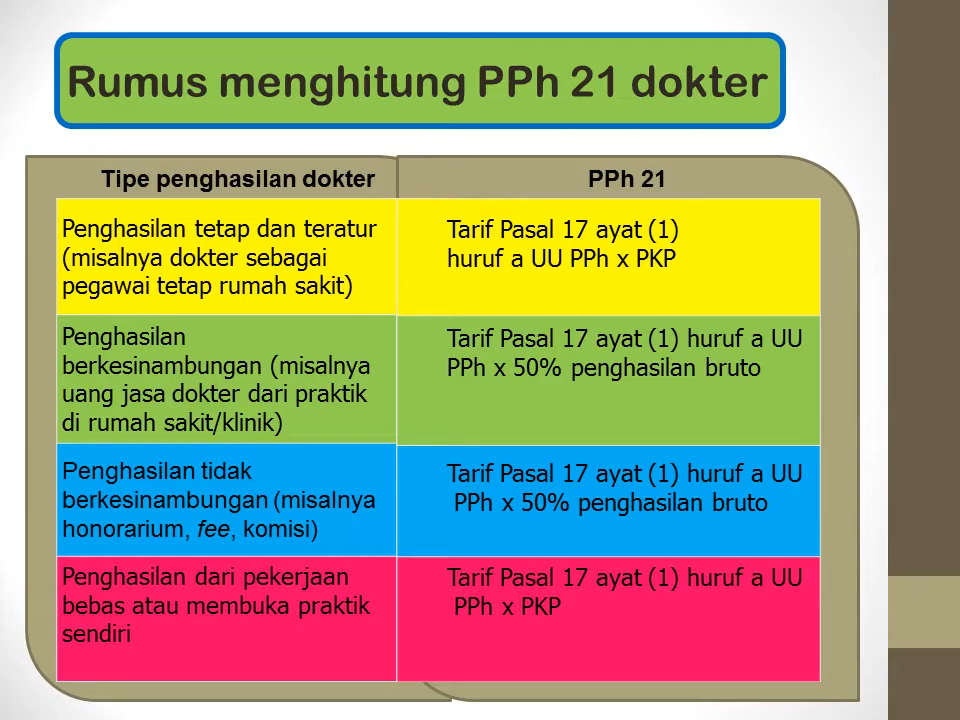 Rumus menghitung PPh 21 dokter
Tipe penghasilan dokter
PPh 21
Penghasilan tetap dan teratur
(misalnya dokter sebagai
pegawai tetap rumah sakit)
Tarif Pasal 17 ayat (1)
huruf a UU PPh x PKP
Penghasilan
berkesinambungan (misalnya
uang jasa dokter dari praktik
di rumah sakit/klinik)
Tarif Pasal 17 ayat (1) huruf a UU
PPh x 50% penghasilan bruto
Penghasilan tidak
berkesinambungan (misalnya
honorarium, fee, komisi)
Tarif Pasal 17 ayat (1) huruf a UU
PPh x 50% penghasilan bruto
Penghasilan dari pekerjaan
bebas atau membuka praktik
sendiri
Tarif Pasal 17 ayat (1) huruf a UU
PPh x PKP